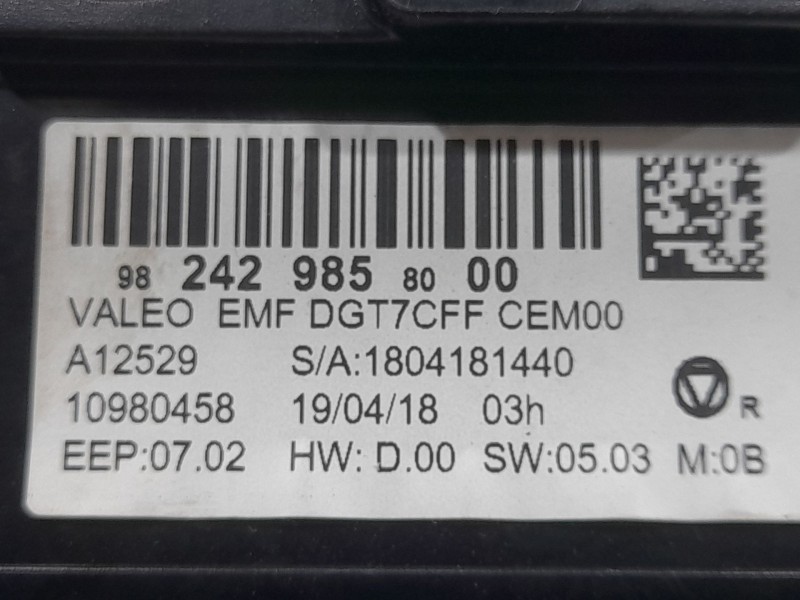 98 242 985 80 00
VALEO EMF DGT7CFF CEM00
A12529 S/A:1804181440
10980458 19/04/18 03h
R
EEP:07.02 HW: D.00 SW:05.03 M:0B